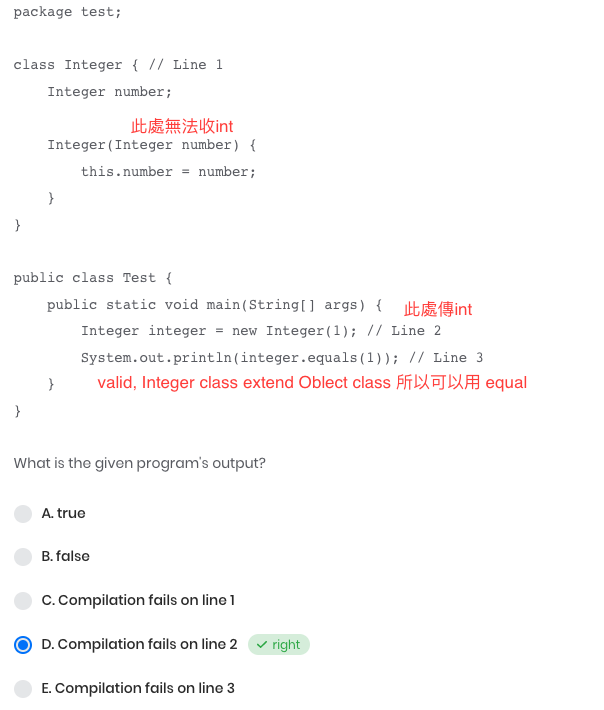 package test;
class Integer { // Line 1
Integer number;
此處無法收int
Integer(Integer number) {
this.number = number;
}
}
public class Test {
public static void main(String[] args) { 此處傳int
Integer integer = new Integer(1); // Line 2
System.out.println(integer.equals(1)); // Line 3
} valid, Integer class extend Oblect class 所以可以用 equal
}
What is the given program's output?
A. true
B. false
C. Compilation fails on line 1
D. Compilation fails on line 2 right
E. Compilation fails on line 3